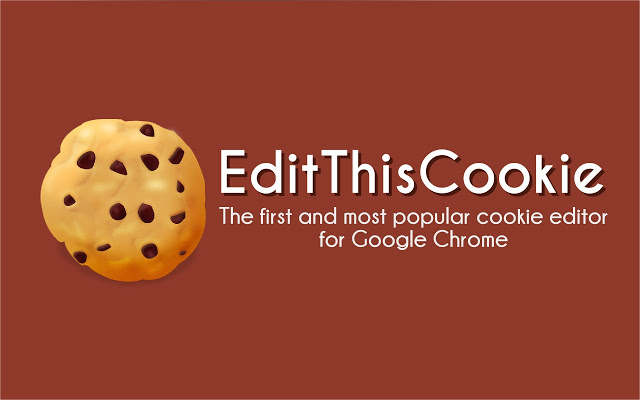 EditThisCookie
The first and most popular cookie editor
for Google Chrome